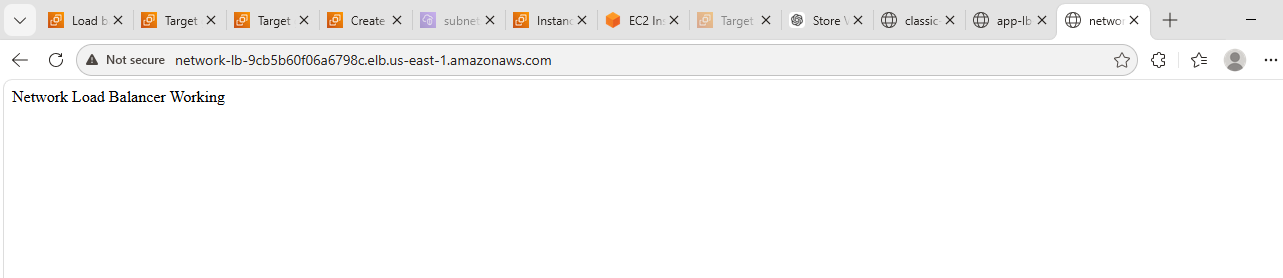 Load b
Target
Target
Create
subnet
Instanc
EC2 Ins
Target
Store
classic-
app-lb
networ
Not secure
network-lb-9cb5b60f06a6798c.elb.us-east-1.amazonaws.com
Network Load Balancer Working